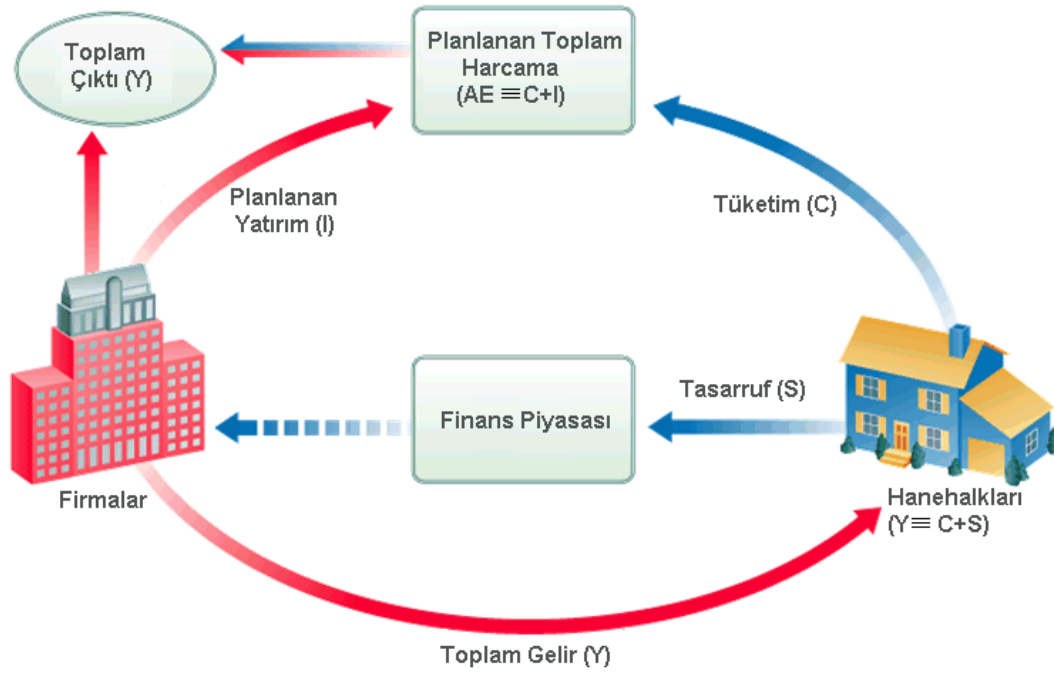 Toplam
Çıktı (Y)
Planlanan Toplam
Harcama
(AE ≡C+I)
Planlanan
Yatırım (I)
Tüketim (C)
Finans Piyasası
Tasarruf (S)
Firmalar
Hanehalkları
(Y≡ C+S)
Toplam Gelir (Y)